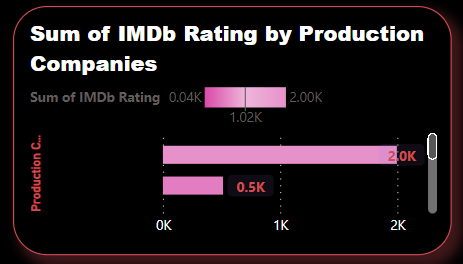 Sum of IMDb Rating by Production
Companies
Sum of IMDb Rating 0.04K 2.00K
1.02K
Production C...
2.0K
0.5K
0K 1K 2K